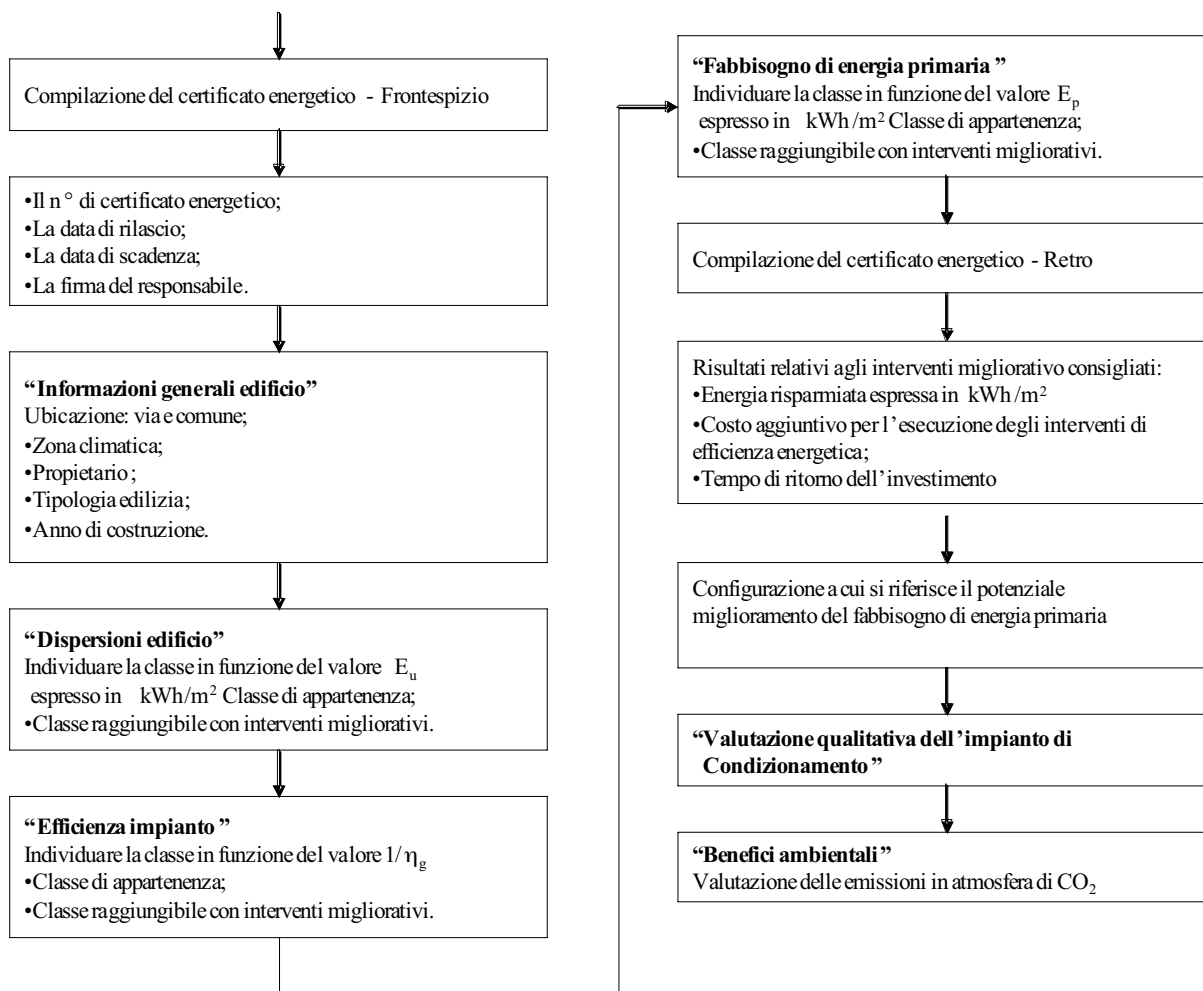 Compilazione del certificato energetico - Frontespizio
•Il n° di certificato energetico;
•La data di rilascio;
•La data di scadenza;
•La firma del responsabile.
“Informazioni generali edificio”
Ubicazione: via e comune;
•Zona climatica;
•Propietario;
•Tipologia edilizia;
•Anno di costruzione.
“Dispersioni edificio”
Individuare la classe in funzione del valore Eu
espresso in kWh/m² Classe di appartenenza;
•Classe raggiungibile con interventi migliorativi.
“Efficienza impianto”
Individuare la classe in funzione del valore 1/ηg
•Classe di appartenenza;
•Classe raggiungibile con interventi migliorativi.
“Fabbisogno di energia primaria”
Individuare la classe in funzione del valore Ep
espresso in kWh/m² Classe di appartenenza;
•Classe raggiungibile con interventi migliorativi.
Compilazione del certificato energetico - Retro
Risultati relativi agli interventi migliorativo consigliati:
•Energia risparmiata espressa in kWh/m²
•Costo aggiuntivo per l’esecuzione degli interventi di
efficienza energetica;
•Tempo di ritorno dell’investimento
Configurazione a cui si riferisce il potenziale
miglioramento del fabbisogno di energia primaria
“Valutazione qualitativa dell’impianto di
Condizionamento”
“Benefici ambientali”
Valutazione delle emissioni in atmosfera di CO₂